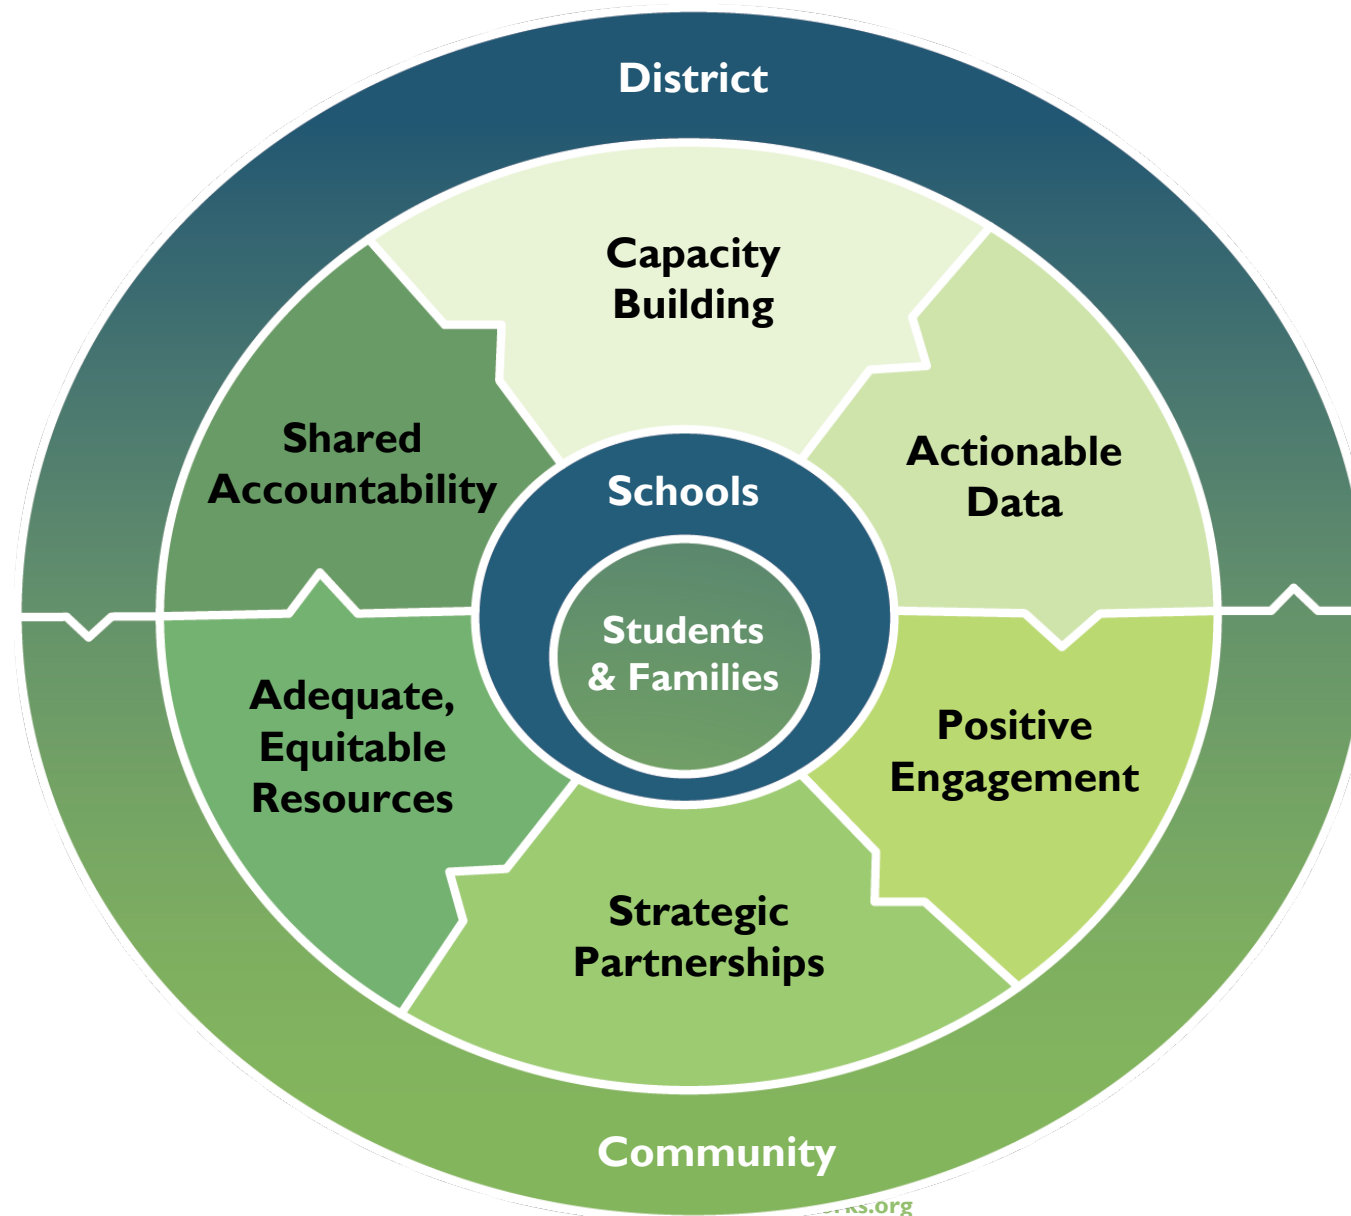 District
Capacity
Building
Shared
Accountability
Actionable
Data
Schools
Students
& Families
Adequate,
Equitable
Resources
Positive
Engagement
Strategic
Partnerships
Community